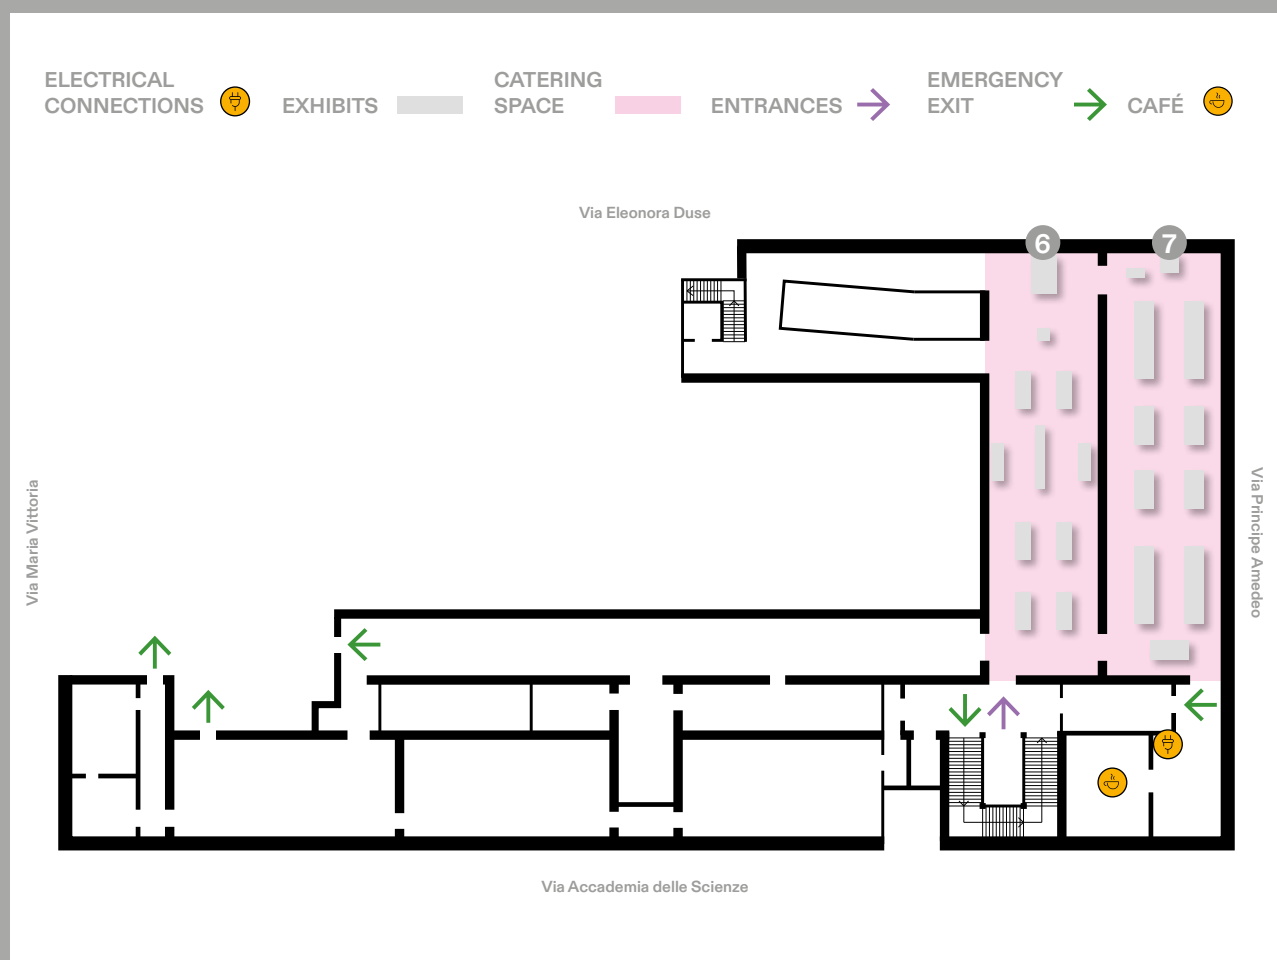 ELECTRICAL
CONNECTIONS
EXHIBITS
CATERING
SPACE
ENTRANCES
EMERGENCY
EXIT
CAFÉ
Via Eleonora Duse
6
7
Via Maria Vittoria
Via Principe Amedeo
Via Accademia delle Scienze